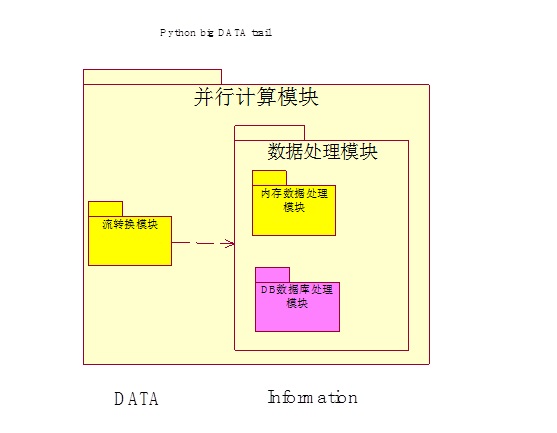 Python big DATA trail
并行计算模块
数据处理模块
内存数据处理
模块
流转换模块
DB数据库处理
模块
DATA
Information